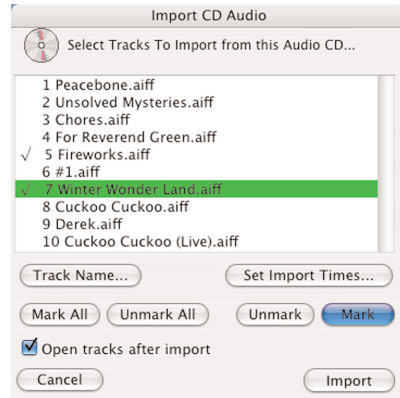 Import CD Audio
Select Tracks To Import from this Audio CD...
1 Peacebone.aiff
2 Unsolved Mysteries.aiff
3 Chores.aiff
4 For Reverend Green.aiff
√ 5 Fireworks.aiff
6 #1.aiff
√ 7 Winter Wonder Land.aiff
8 Cuckoo Cuckoo.aiff
9 Derek.aiff
10 Cuckoo Cuckoo (Live).aiff
Track Name... Set Import Times...
Mark All Unmark All Unmark Mark
Open tracks after import
Cancel Import